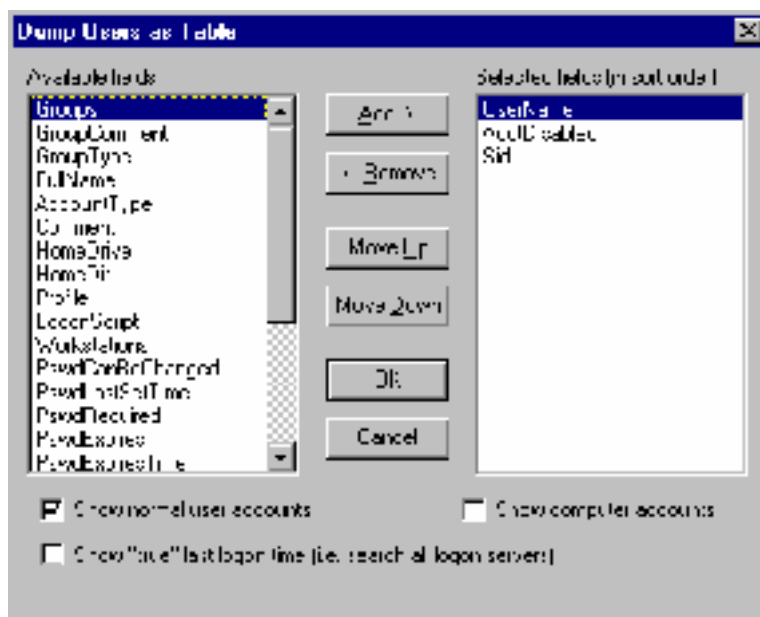 Dump Users as Table
Available fields
Groups
GroupComment
GroupType
FullName
AccountType
Comment
HomeDrive
HomeDir
Profile
LogonScript
Workstations
PswdCanBeChanged
PswdLastSetTime
PswdRequired
PswdExpires
PswdExpiresTime
Add ->
<- Remove
Move Up
Move Down
OK
Cancel
Selected fields (in sort order)
UserName
AcctDisabled
Sid
Show normal user accounts
Show computer accounts
Show "true" last logon time (i.e. search all logon servers)